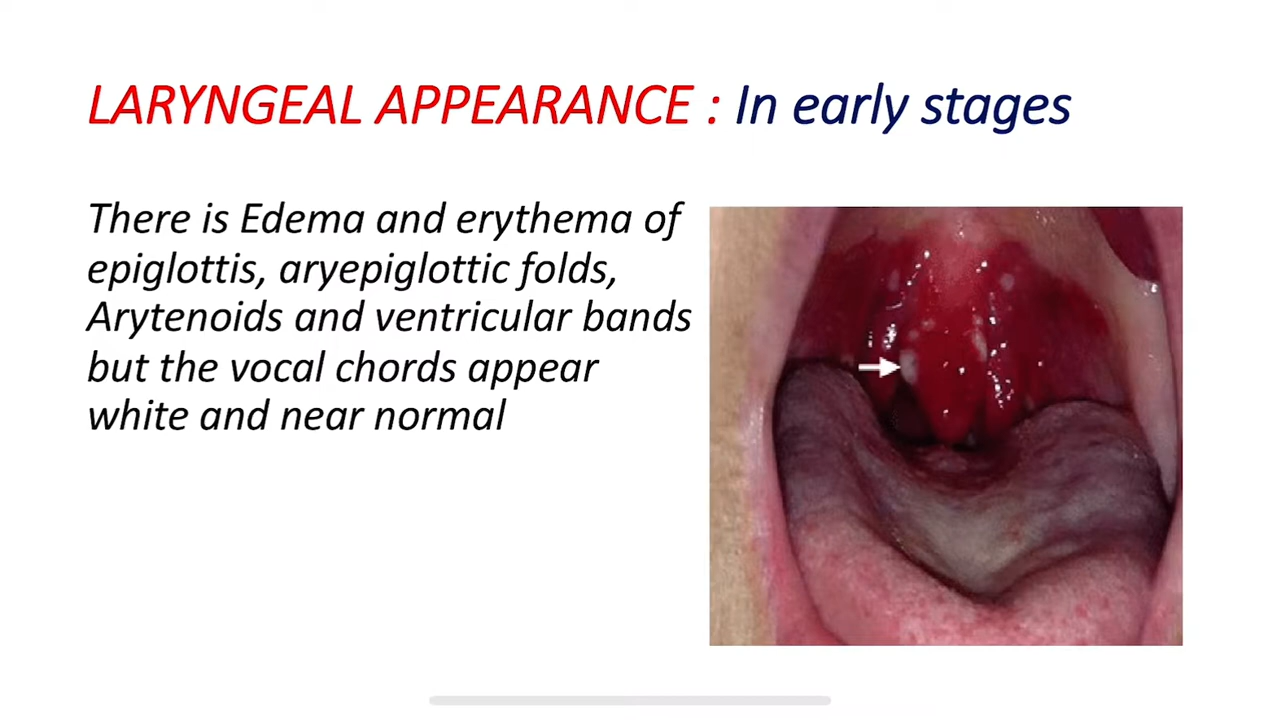 LARYNGEAL APPEARANCE : In early stages
There is Edema and erythema of
epiglottis, aryepiglottic folds,
Arytenoids and ventricular bands
but the vocal chords appear
white and near normal